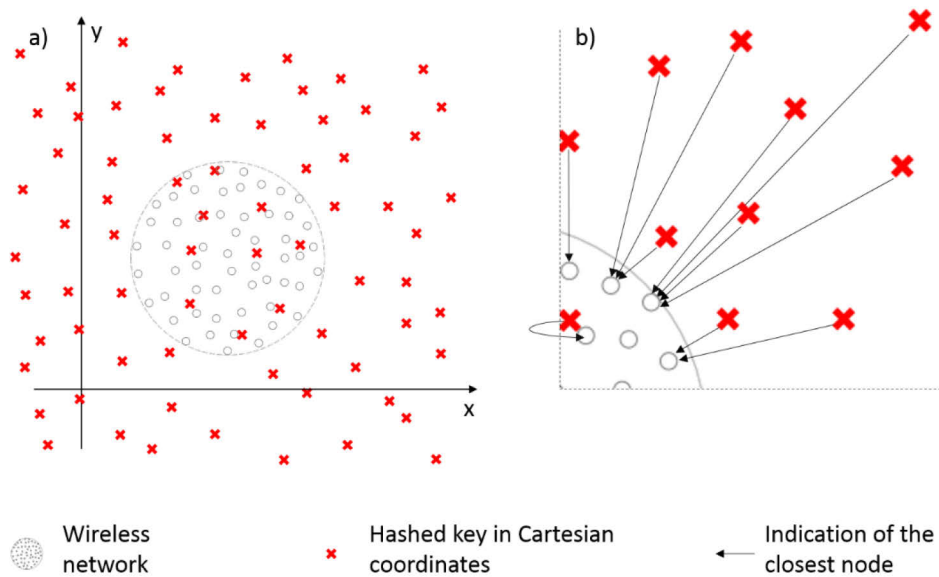 a)
y
x
b)
Wireless
network
Hashed key in Cartesian
coordinates
Indication of the
closest node